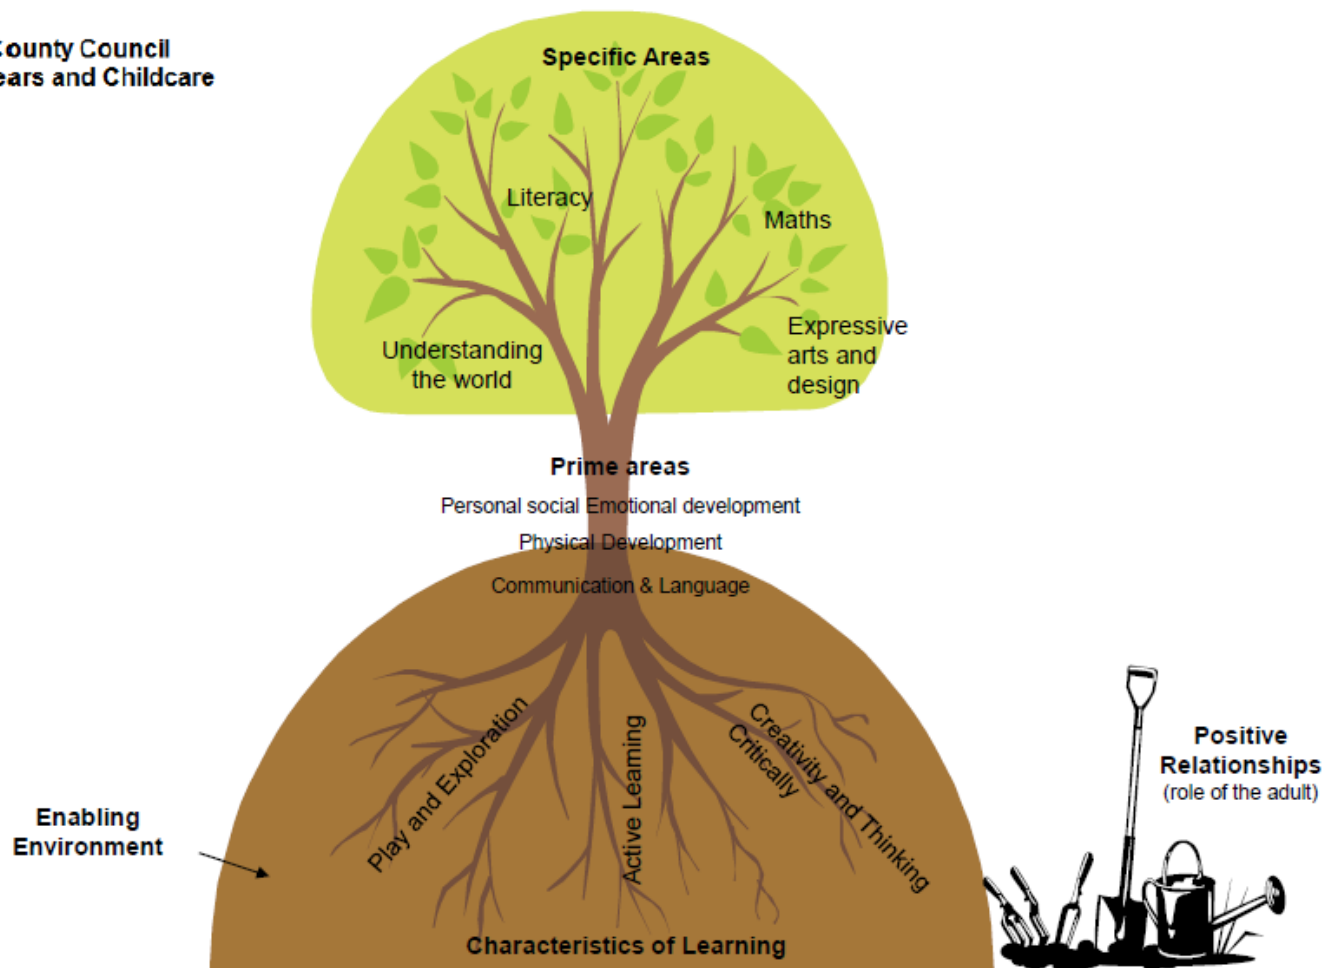 County Council
ears and Childcare
Specific Areas
Literacy
Maths
Understanding
the world
Expressive
arts and
design
Prime areas
Personal social Emotional development
Physical Development
Communication & Language
Play and Exploration
Active Learning
Creativity and Thinking
Critically
Characteristics of Learning
Enabling
Environment
Positive
Relationships
(role of the adult)